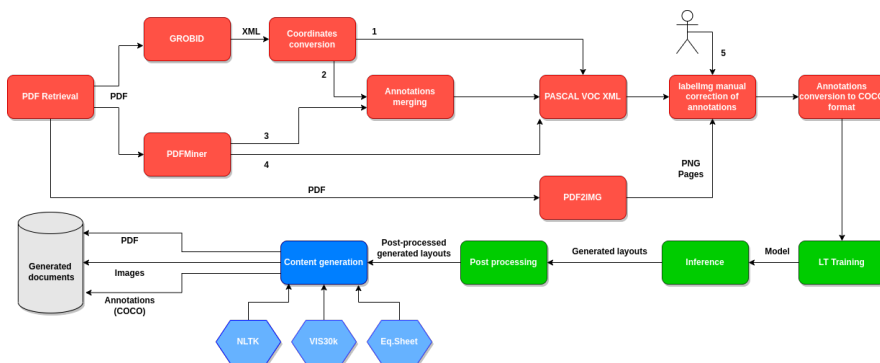 GROBID
XML
Coordinates
conversion
1
2
PDF Retrieval
PDF
Annotations
merging
PASCAL VOC XML
5
labelImg manual
correction of
annotations
Annotations
conversion to COCO
format
PDFMiner
3
4
PNG
Pages
PDF
PDF2IMG
Generated
documents
PDF
Images
Annotations
(COCO)
Content generation
Post-processed
generated layouts
Post processing
Generated layouts
Inference
Model
LT Training
NLTK
VIS30k
Eq.Sheet